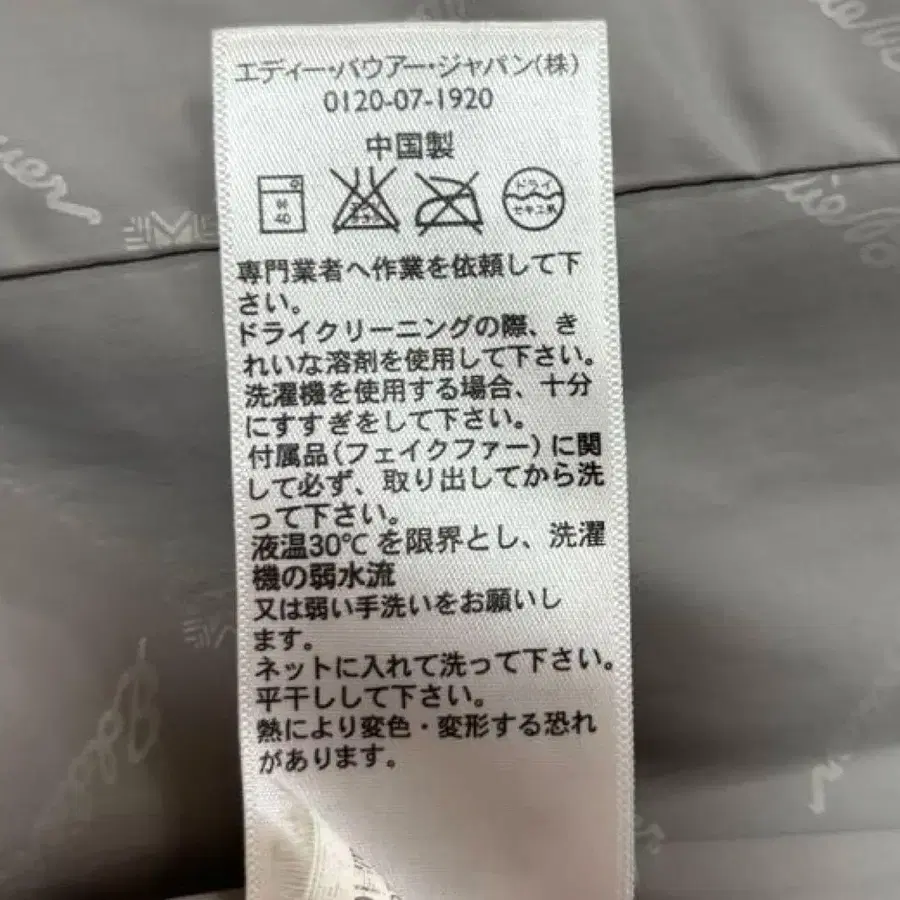 エディー・バウアー・ジャパン(株)
0120-07-1920
中国製
弱
40
ドライ
セキユ系
専門業者へ作業を依頼して下
さい。
ドライクリーニングの際、き
れいな溶剤を使用して下さい。
洗濯機を使用する場合、十分
にすすぎをして下さい。
付属品(フェイクファー)に関
して必ず、取り出してから洗
って下さい。
液温30℃を限界とし、洗濯
機の弱水流
又は弱い手洗いをお願いし
ます。
ネットに入れて洗って下さい。
平干しして下さい。
熱により変色・変形する恐れ
があります。